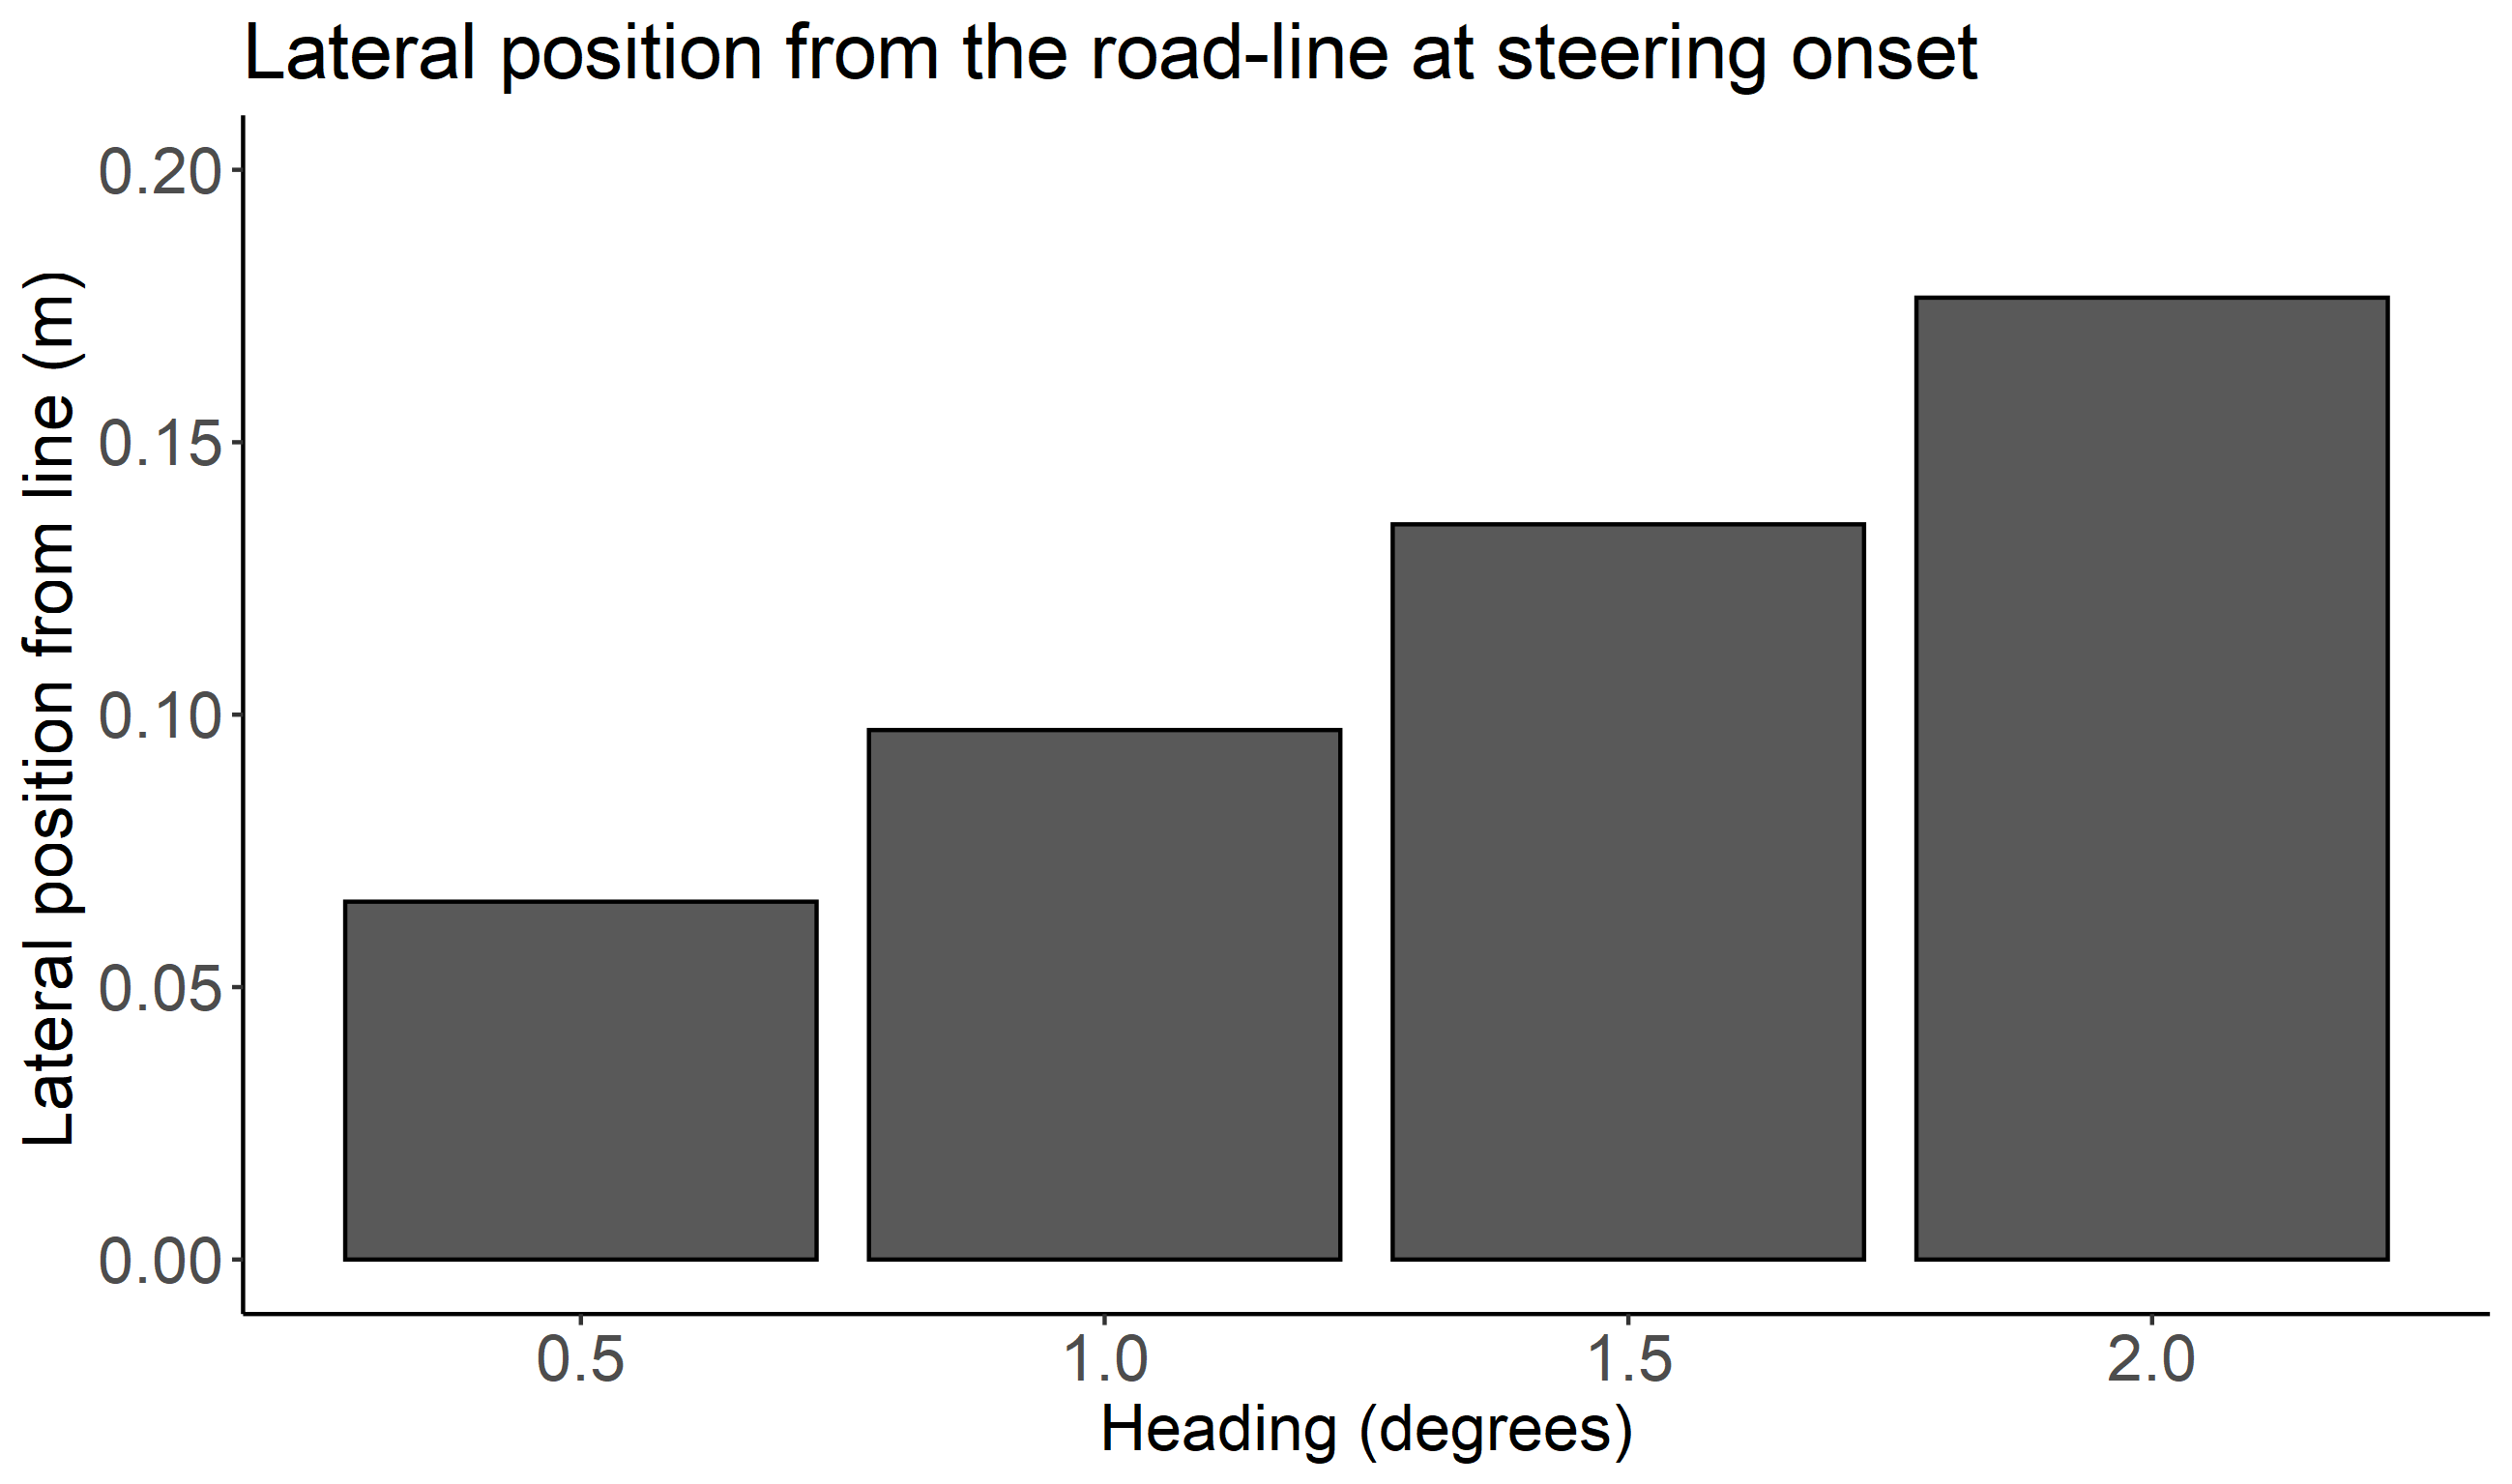 Lateral position from the road-line at steering onset
Lateral position from line (m)
0.20
0.15
0.10
0.05
0.00
0.5 1.0 1.5 2.0
Heading (degrees)